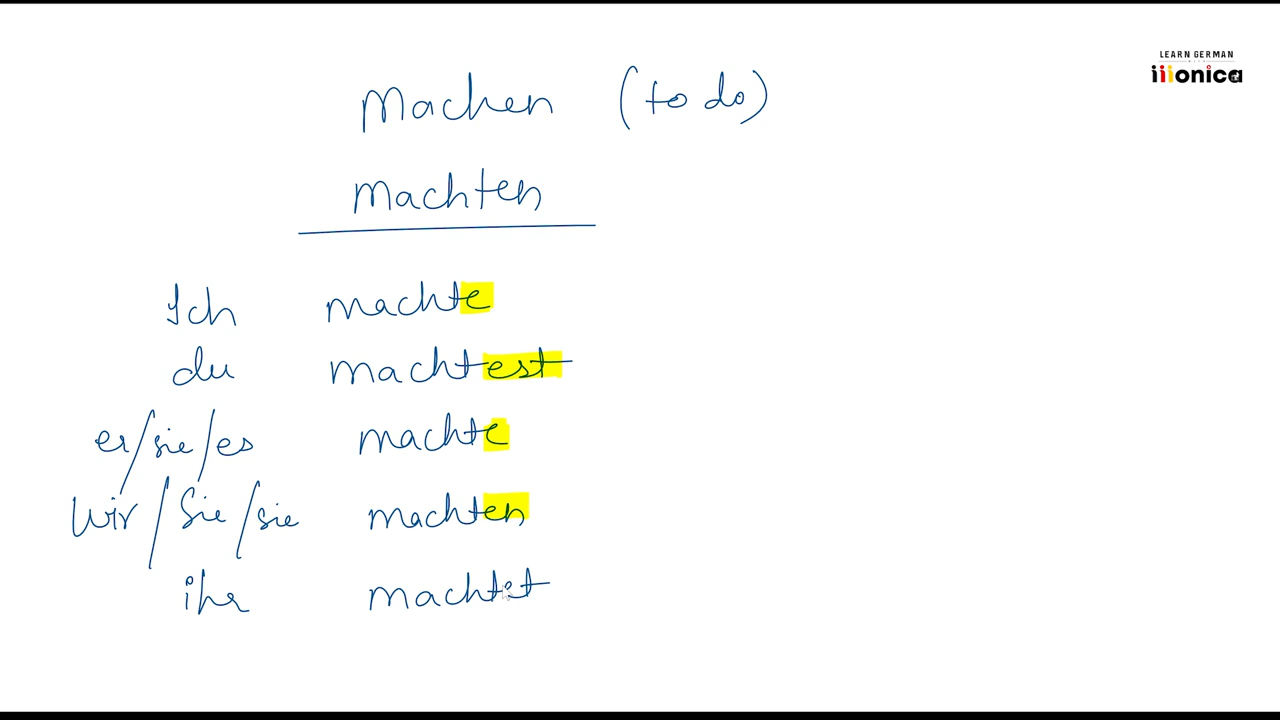 LEARN GERMAN
monica
Machen (to do)
machten
Ich machte
du machtest
er/sie/es machte
Wir/Sie/sie machten
ihr machtet